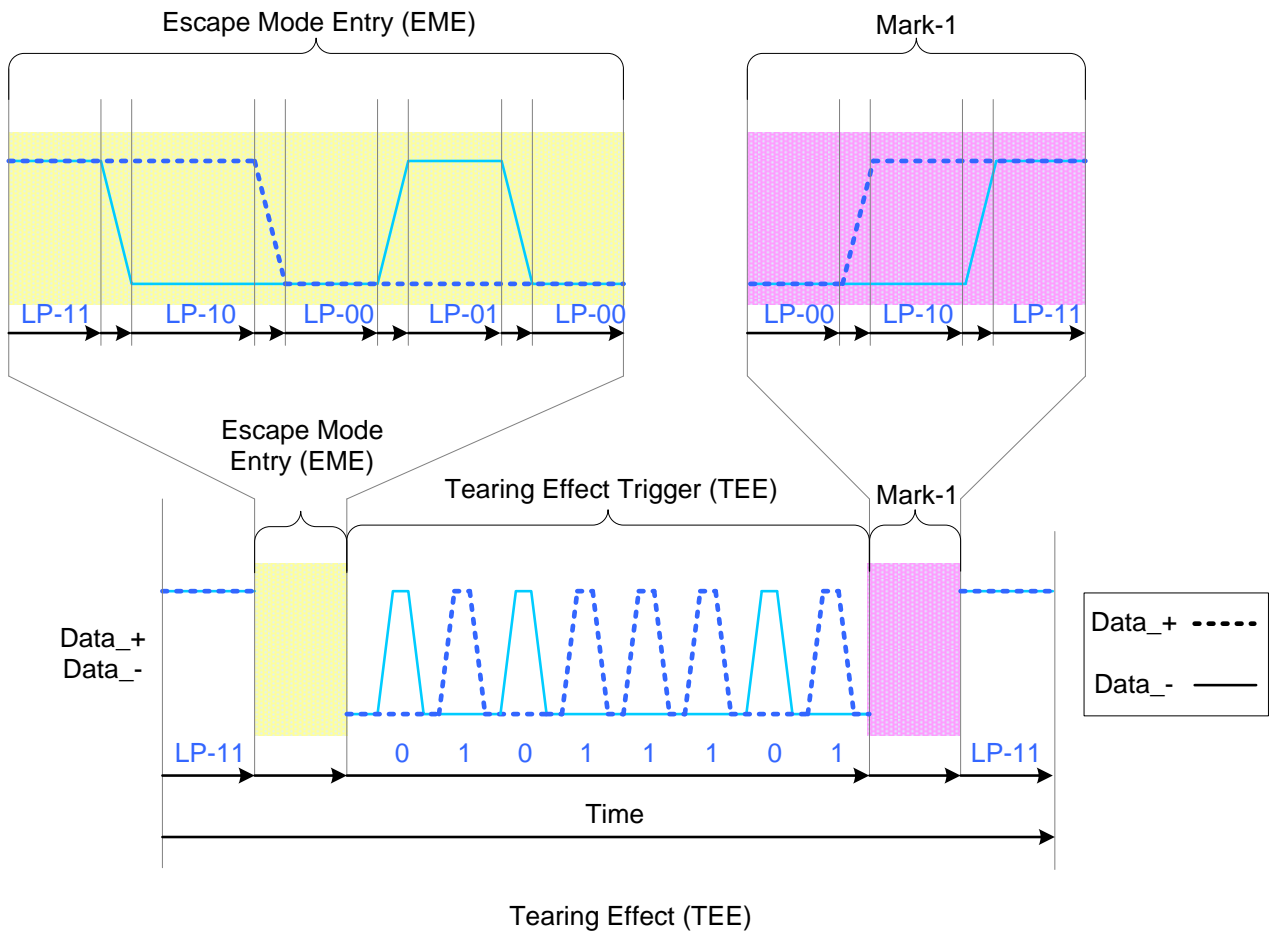 Escape Mode Entry (EME)
Mark-1
LP-11 LP-10 LP-00 LP-01 LP-00
LP-00 LP-10 LP-11
Escape Mode
Entry (EME)
Tearing Effect Trigger (TEE)
Mark-1
Data_+
Data_-
Data_+
Data_-
LP-11 0 1 0 1 1 1 0 1 LP-11
Time
Tearing Effect (TEE)